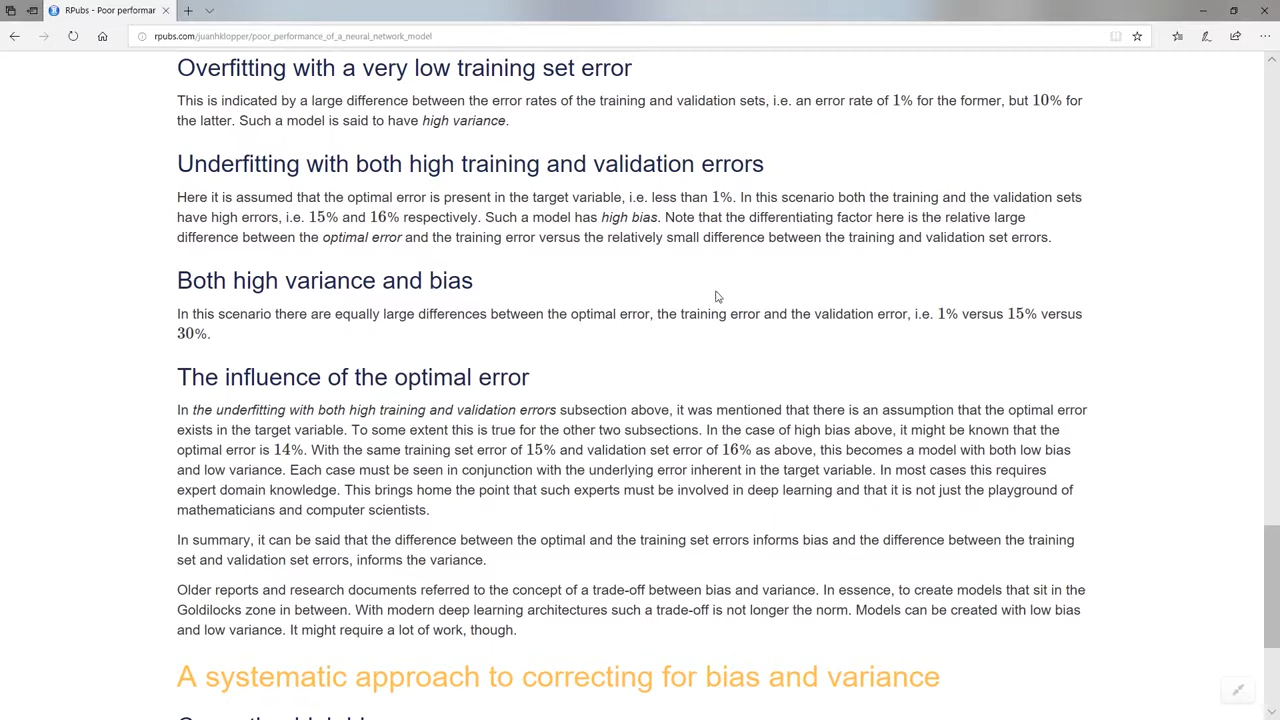 RPubs - Poor performar
rpubs.com/juanhklopper/poor_performance_of_a_neural_network_model
Overfitting with a very low training set error
This is indicated by a large difference between the error rates of the training and validation sets, i.e. an error rate of 1% for the former, but 10% for
the latter. Such a model is said to have high variance.
Underfitting with both high training and validation errors
Here it is assumed that the optimal error is present in the target variable, i.e. less than 1%. In this scenario both the training and the validation sets
have high errors, i.e. 15% and 16% respectively. Such a model has high bias. Note that the differentiating factor here is the relative large
difference between the optimal error and the training error versus the relatively small difference between the training and validation set errors.
Both high variance and bias
In this scenario there are equally large differences between the optimal error, the training error and the validation error, i.e. 1% versus 15% versus
30%.
The influence of the optimal error
In the underfitting with both high training and validation errors subsection above, it was mentioned that there is an assumption that the optimal error
exists in the target variable. To some extent this is true for the other two subsections. In the case of high bias above, it might be known that the
optimal error is 14%. With the same training set error of 15% and validation set error of 16% as above, this becomes a model with both low bias
and low variance. Each case must be seen in conjunction with the underlying error inherent in the target variable. In most cases this requires
expert domain knowledge. This brings home the point that such experts must be involved in deep learning and that it is not just the playground of
mathematicians and computer scientists.
In summary, it can be said that the difference between the optimal and the training set errors informs bias and the difference between the training
set and validation set errors, informs the variance.
Older reports and research documents referred to the concept of a trade-off between bias and variance. In essence, to create models that sit in the
Goldilocks zone in between. With modern deep learning architectures such a trade-off is not longer the norm. Models can be created with low bias
and low variance. It might require a lot of work, though.
A systematic approach to correcting for bias and variance